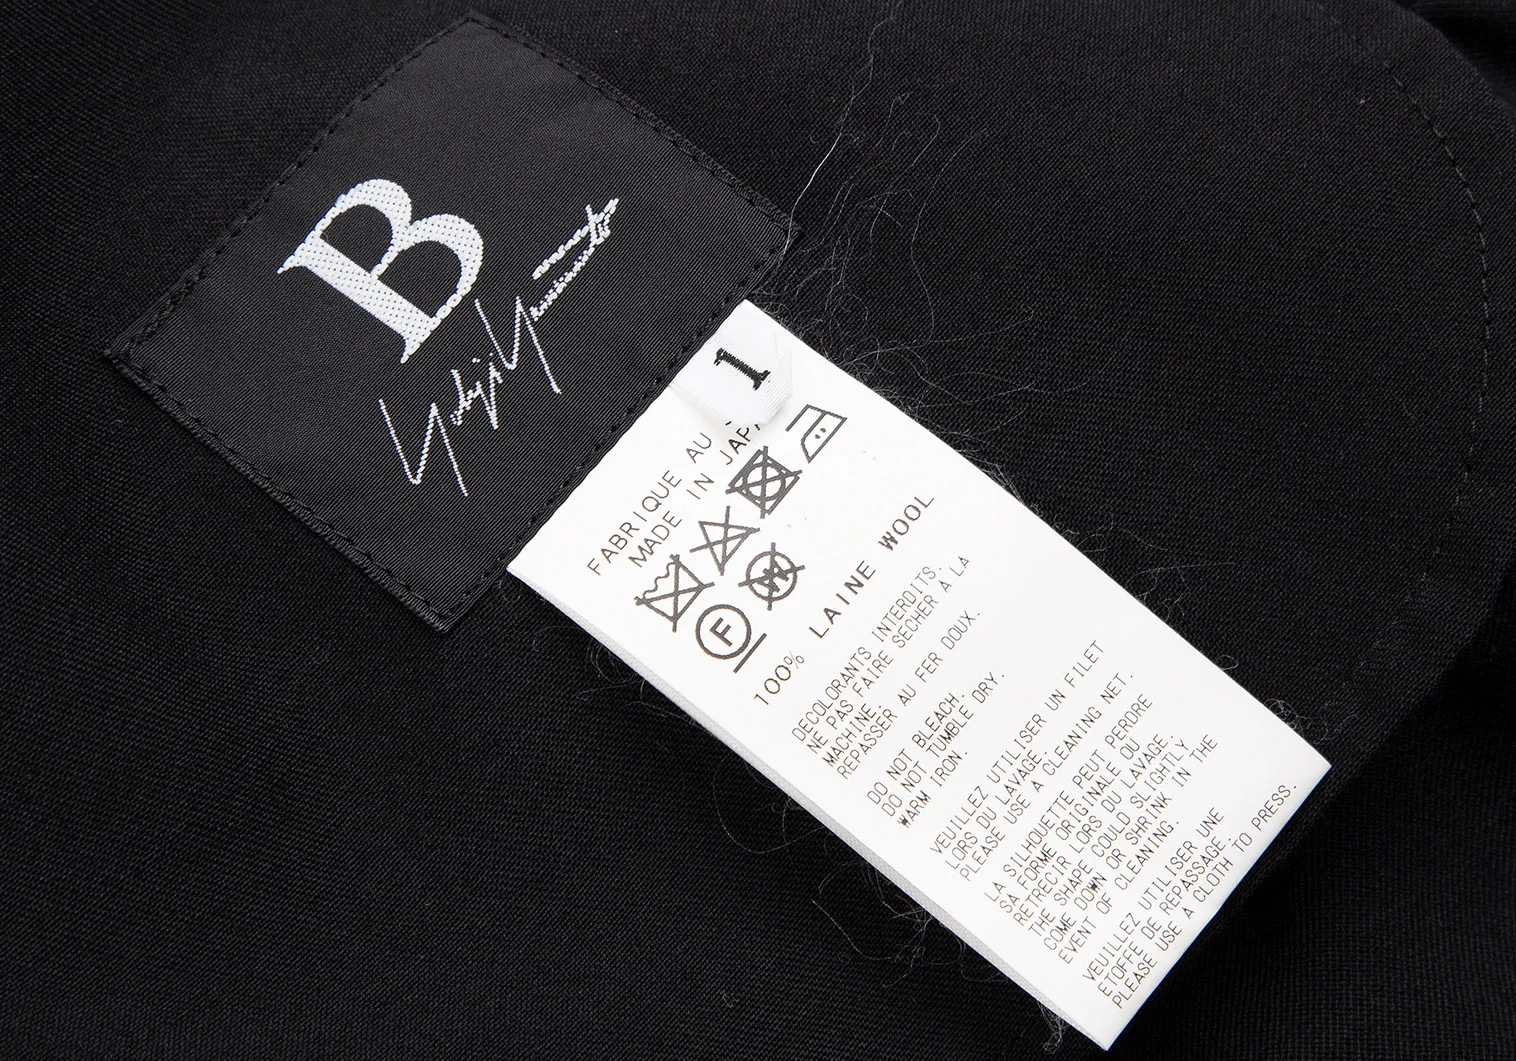 B
Yohji Yamamoto
1
FABRIQUE AU
MADE IN JAPA
W
F
100% LAINE WOOL
DECOLORANTS INTERDITS.
NE PAS FAIRE SECHER A LA
MACHINE.
REPASSER AU FER DOUX.
DO NOT BLEACH.
DO NOT TUMBLE DRY.
WARM IRON.
VEUILLEZ UTILISER UN FILET
LORS DU LAVAGE.
PLEASE USE A CLEANING NET.
LA SILHOUETTE PEUT PERDRE
SA FORME ORIGINALE OU
RETRECIR LORS DU LAVAGE.
THE SHAPE COULD SLIGHTLY
COME DOWN OR SHRINK IN THE
EVENT OF CLEANING.
VEUILLEZ UTILISER UNE
ETOFFE DE REPASSAGE.
PLEASE USE A CLOTH TO PRESS.